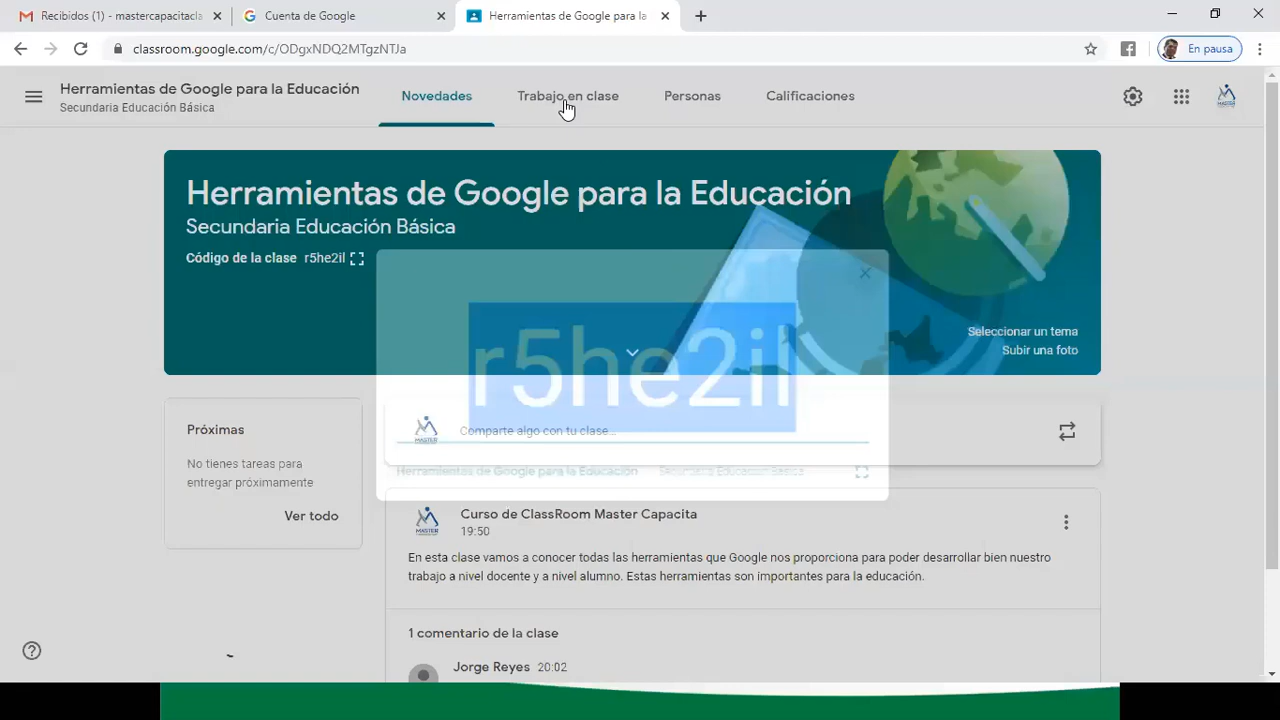 Recibidos (1) - mastercapacitacla
Cuenta de Google
Herramientas de Google para la
classroom.google.com/c/ODgxNDQ2MTgzNTJa
En pausa
Herramientas de Google para la Educación
Secundaria Educación Básica
Novedades
Trabajo en clase
Personas
Calificaciones
Herramientas de Google para la Educación
Secundaria Educación Básica
Código de la clase r5he2il
Seleccionar un tema
Subir una foto
r5he2il
Herramientas de Google para la Educación Secundaria Educación Básica
Próximas
No tienes tareas para
entregar próximamente
Ver todo
MASTER
Comparte algo con tu clase...
MASTER
Curso de ClassRoom Master Capacita
19:50
En esta clase vamos a conocer todas las herramientas que Google nos proporciona para poder desarrollar bien nuestro
trabajo a nivel docente y a nivel alumno. Estas herramientas son importantes para la educación.
1 comentario de la clase
Jorge Reyes 20:02